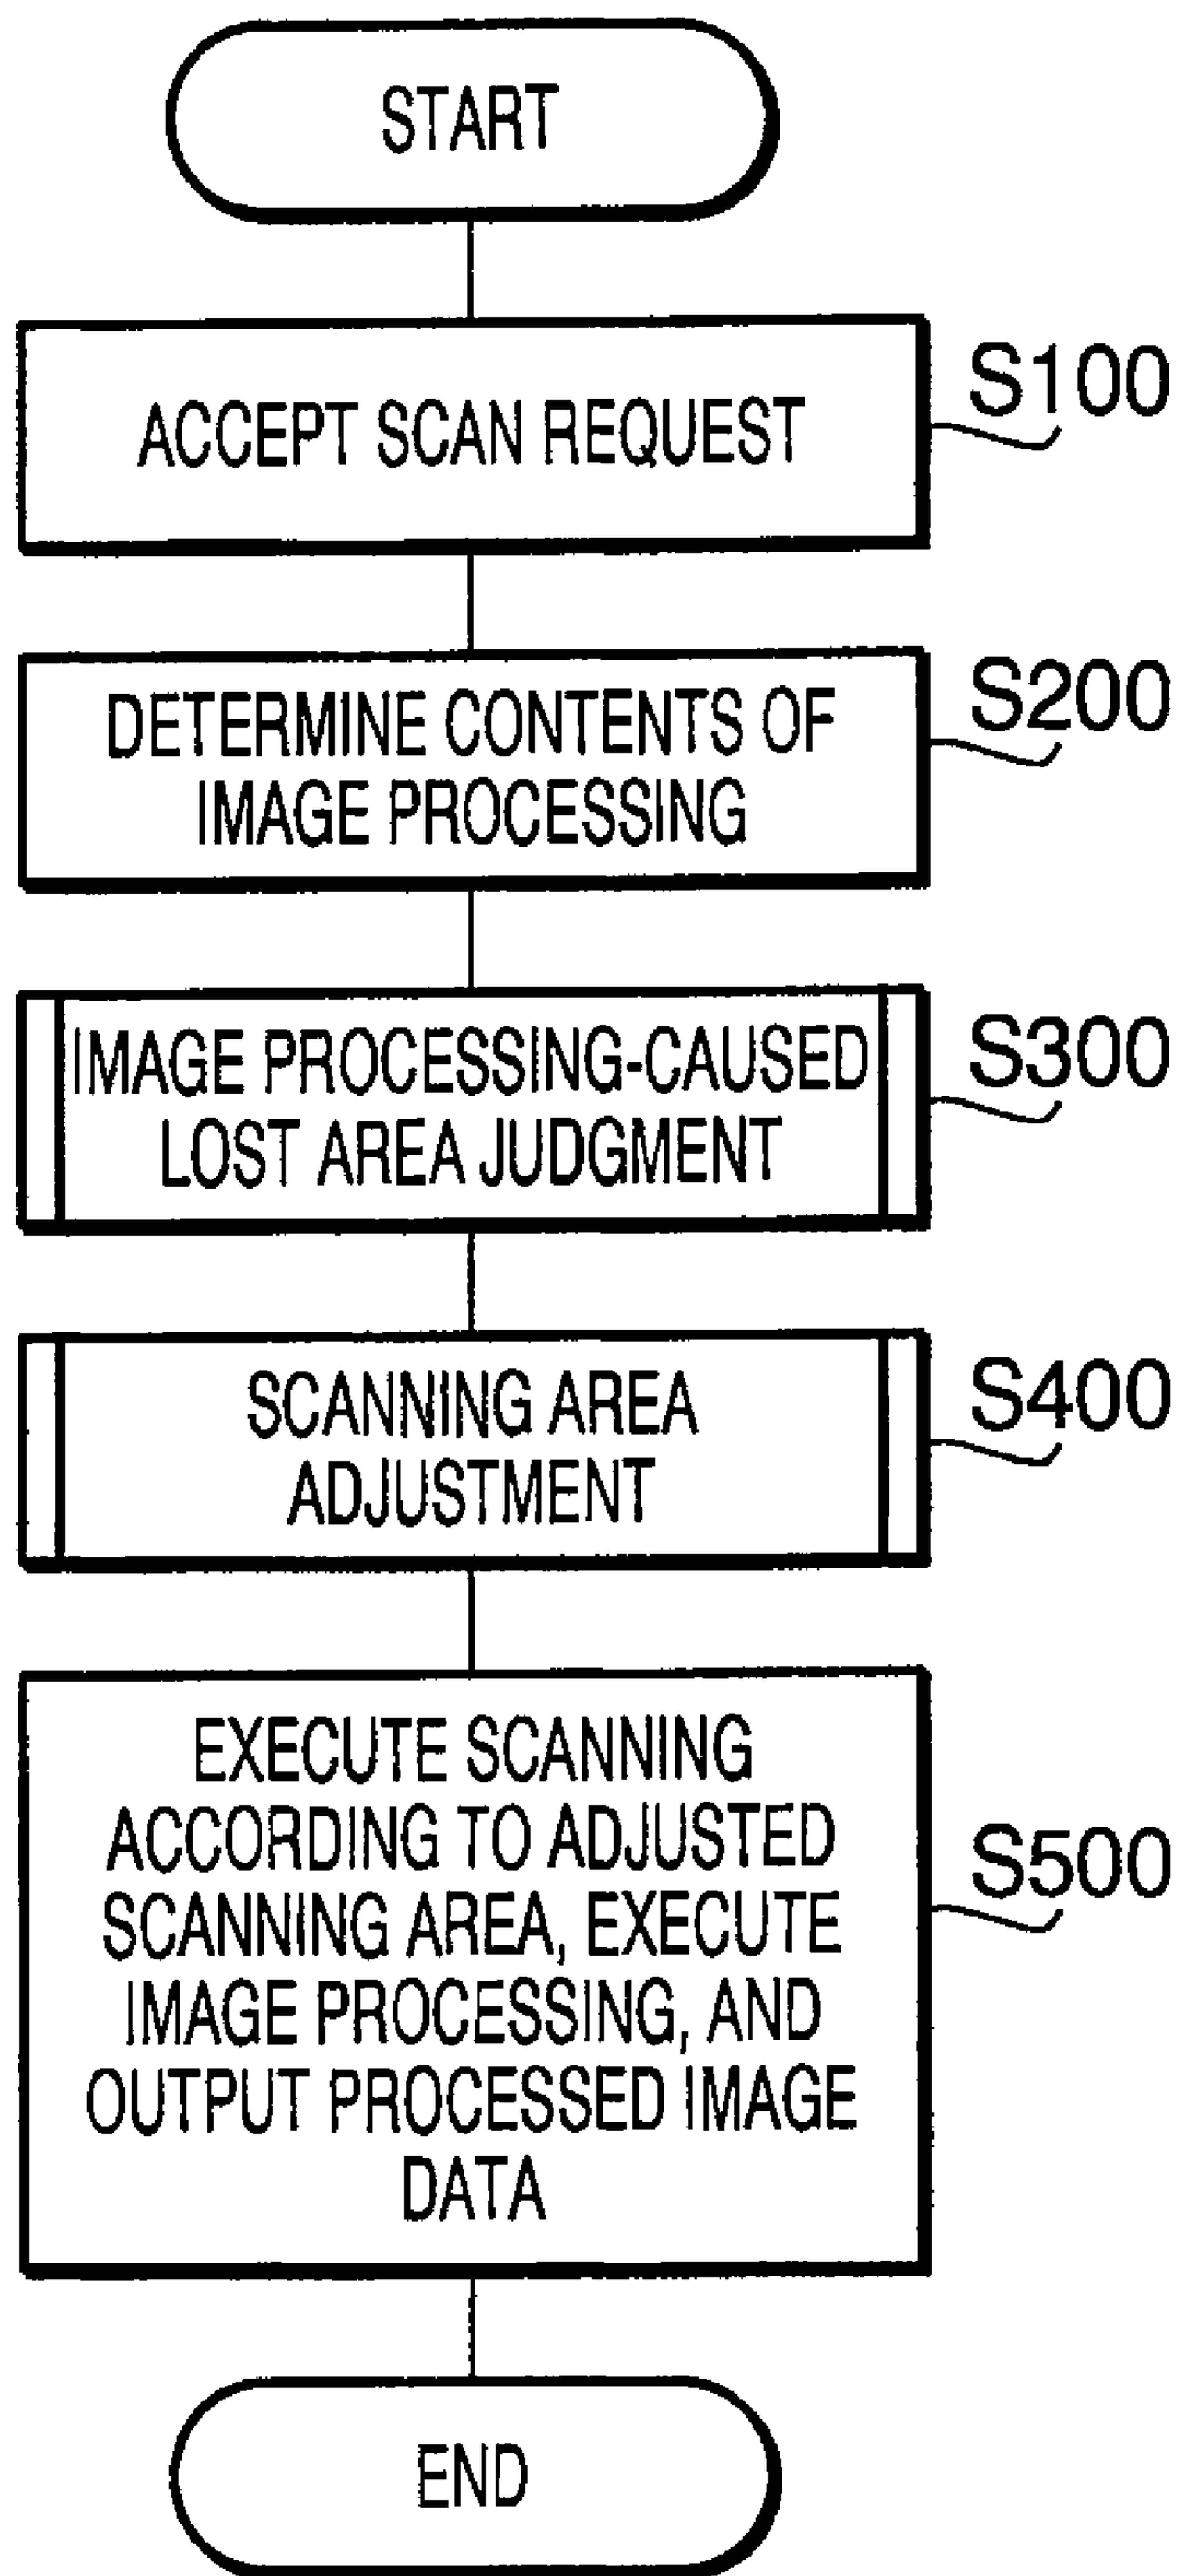 START
ACCEPT SCAN REQUEST
S100
DETERMINE CONTENTS OF
IMAGE PROCESSING
S200
IMAGE PROCESSING-CAUSED
LOST AREA JUDGMENT
S300
SCANNING AREA
ADJUSTMENT
S400
EXECUTE SCANNING
ACCORDING TO ADJUSTED
SCANNING AREA, EXECUTE
IMAGE PROCESSING, AND
OUTPUT PROCESSED IMAGE
DATA
S500
END